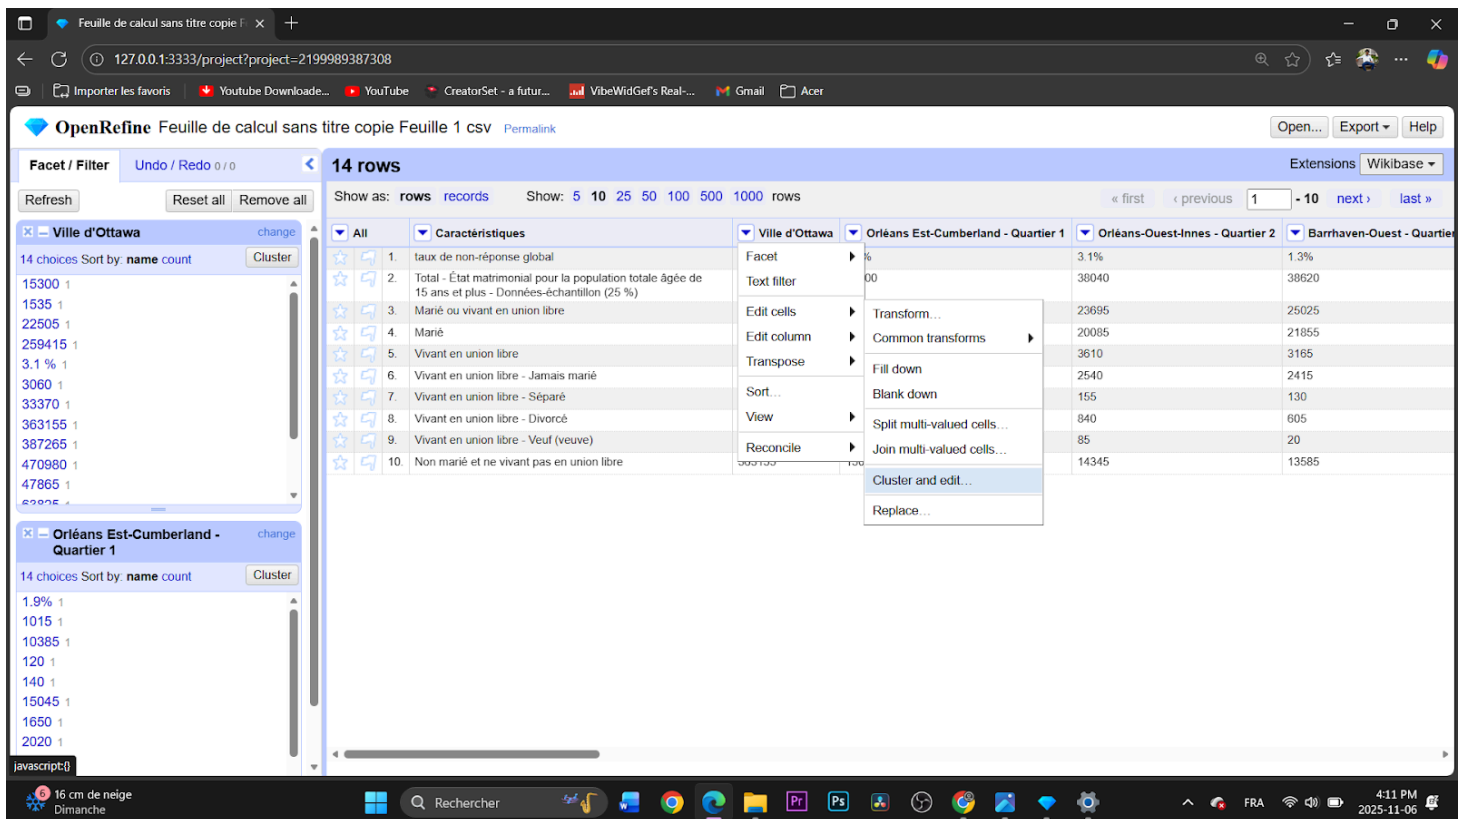 Feuille de calcul sans titre copie F
127.0.0.1:3333/project?project=2199989387308
Importer les favoris
Youtube Downloade...
YouTube
CreatorSet - a futur...
VibeWidGef's Real-...
Gmail
Acer
OpenRefine Feuille de calcul sans titre copie Feuille 1 csv Permalink
Open... Export Help
Facet / Filter Undo / Redo 0 / 0
14 rows
Extensions Wikibase
Refresh Reset all Remove all
Show as: rows records Show: 5 10 25 50 100 500 1000 rows
« first ‹ previous 1 - 10 next › last »
Ville d'Ottawa change
14 choices Sort by: name count Cluster
15300 1
1535 1
22505 1
259415 1
3.1 % 1
3060 1
33370 1
363155 1
387265 1
470980 1
47865 1
Orléans Est-Cumberland - Quartier 1 change
14 choices Sort by: name count Cluster
1.9% 1
1015 1
10385 1
120 1
140 1
15045 1
1650 1
2020 1
javascript:{}
All Caractéristiques Ville d'Ottawa Orléans Est-Cumberland - Quartier 1 Orléans-Ouest-Innes - Quartier 2 Barrhaven-Ouest - Quartier
1. taux de non-réponse global % 3.1% 1.3%
2. Total - État matrimonial pour la population totale âgée de
15 ans et plus - Données-échantillon (25 %) 00 38040 38620
3. Marié ou vivant en union libre 23695 25025
4. Marié 20085 21855
5. Vivant en union libre 3610 3165
6. Vivant en union libre - Jamais marié 2540 2415
7. Vivant en union libre - Séparé 155 130
8. Vivant en union libre - Divorcé 840 605
9. Vivant en union libre - Veuf (veuve) 85 20
10. Non marié et ne vivant pas en union libre 14345 13585
Facet
Text filter
Edit cells
Edit column
Transpose
Sort...
View
Reconcile
Transform...
Common transforms
Fill down
Blank down
Split multi-valued cells...
Join multi-valued cells...
Cluster and edit...
Replace...
6
16 cm de neige
Dimanche
Rechercher
Pr
Ps
FRA
4:11 PM
2025-11-06